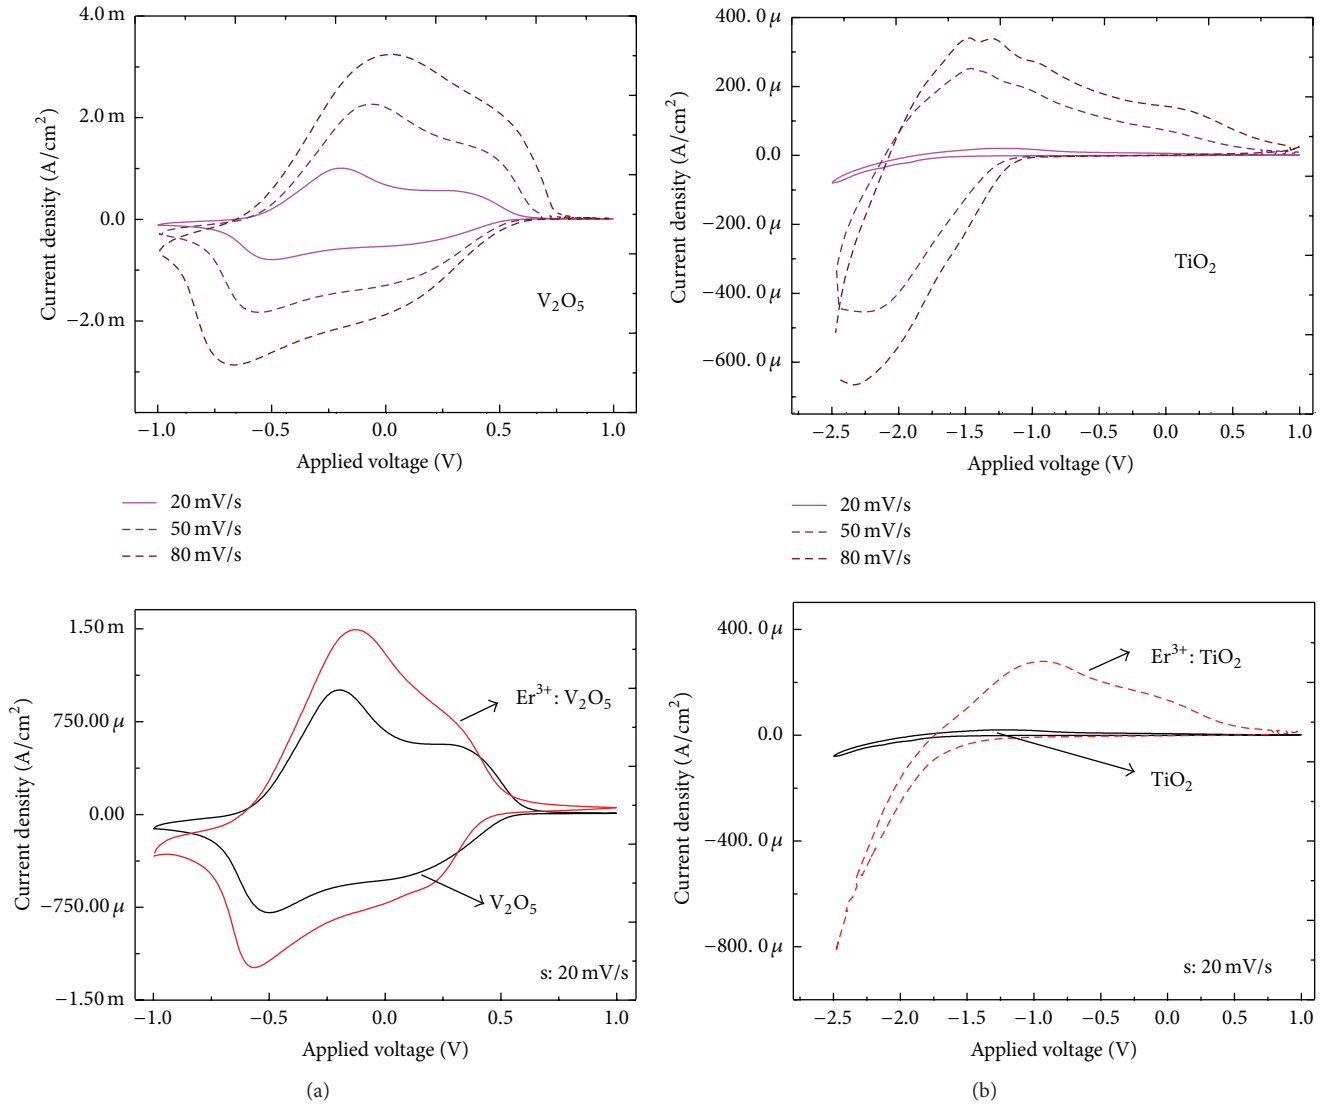 4.0 m
2.0 m
0.0
−2.0 m
Current density (A/cm²)
−1.0
−0.5
0.0
0.5
1.0
Applied voltage (V)
V₂O₅
20 mV/s
50 mV/s
80 mV/s
400.0 μ
200.0 μ
0.0
−200.0 μ
−400.0 μ
−600.0 μ
Current density (A/cm²)
−2.5
−2.0
−1.5
−1.0
−0.5
0.0
0.5
1.0
Applied voltage (V)
TiO₂
20 mV/s
50 mV/s
80 mV/s
1.50 m
750.00 μ
0.00
−750.00 μ
−1.50 m
Current density (A/cm²)
Er³⁺: V₂O₅
V₂O₅
s: 20 mV/s
−1.0
−0.5
0.0
0.5
1.0
Applied voltage (V)
(a)
400.0 μ
0.0
−400.0 μ
−800.0 μ
Current density (A/cm²)
Er³⁺: TiO₂
TiO₂
s: 20 mV/s
−2.5
−2.0
−1.5
−1.0
−0.5
0.0
0.5
1.0
Applied voltage (V)
(b)